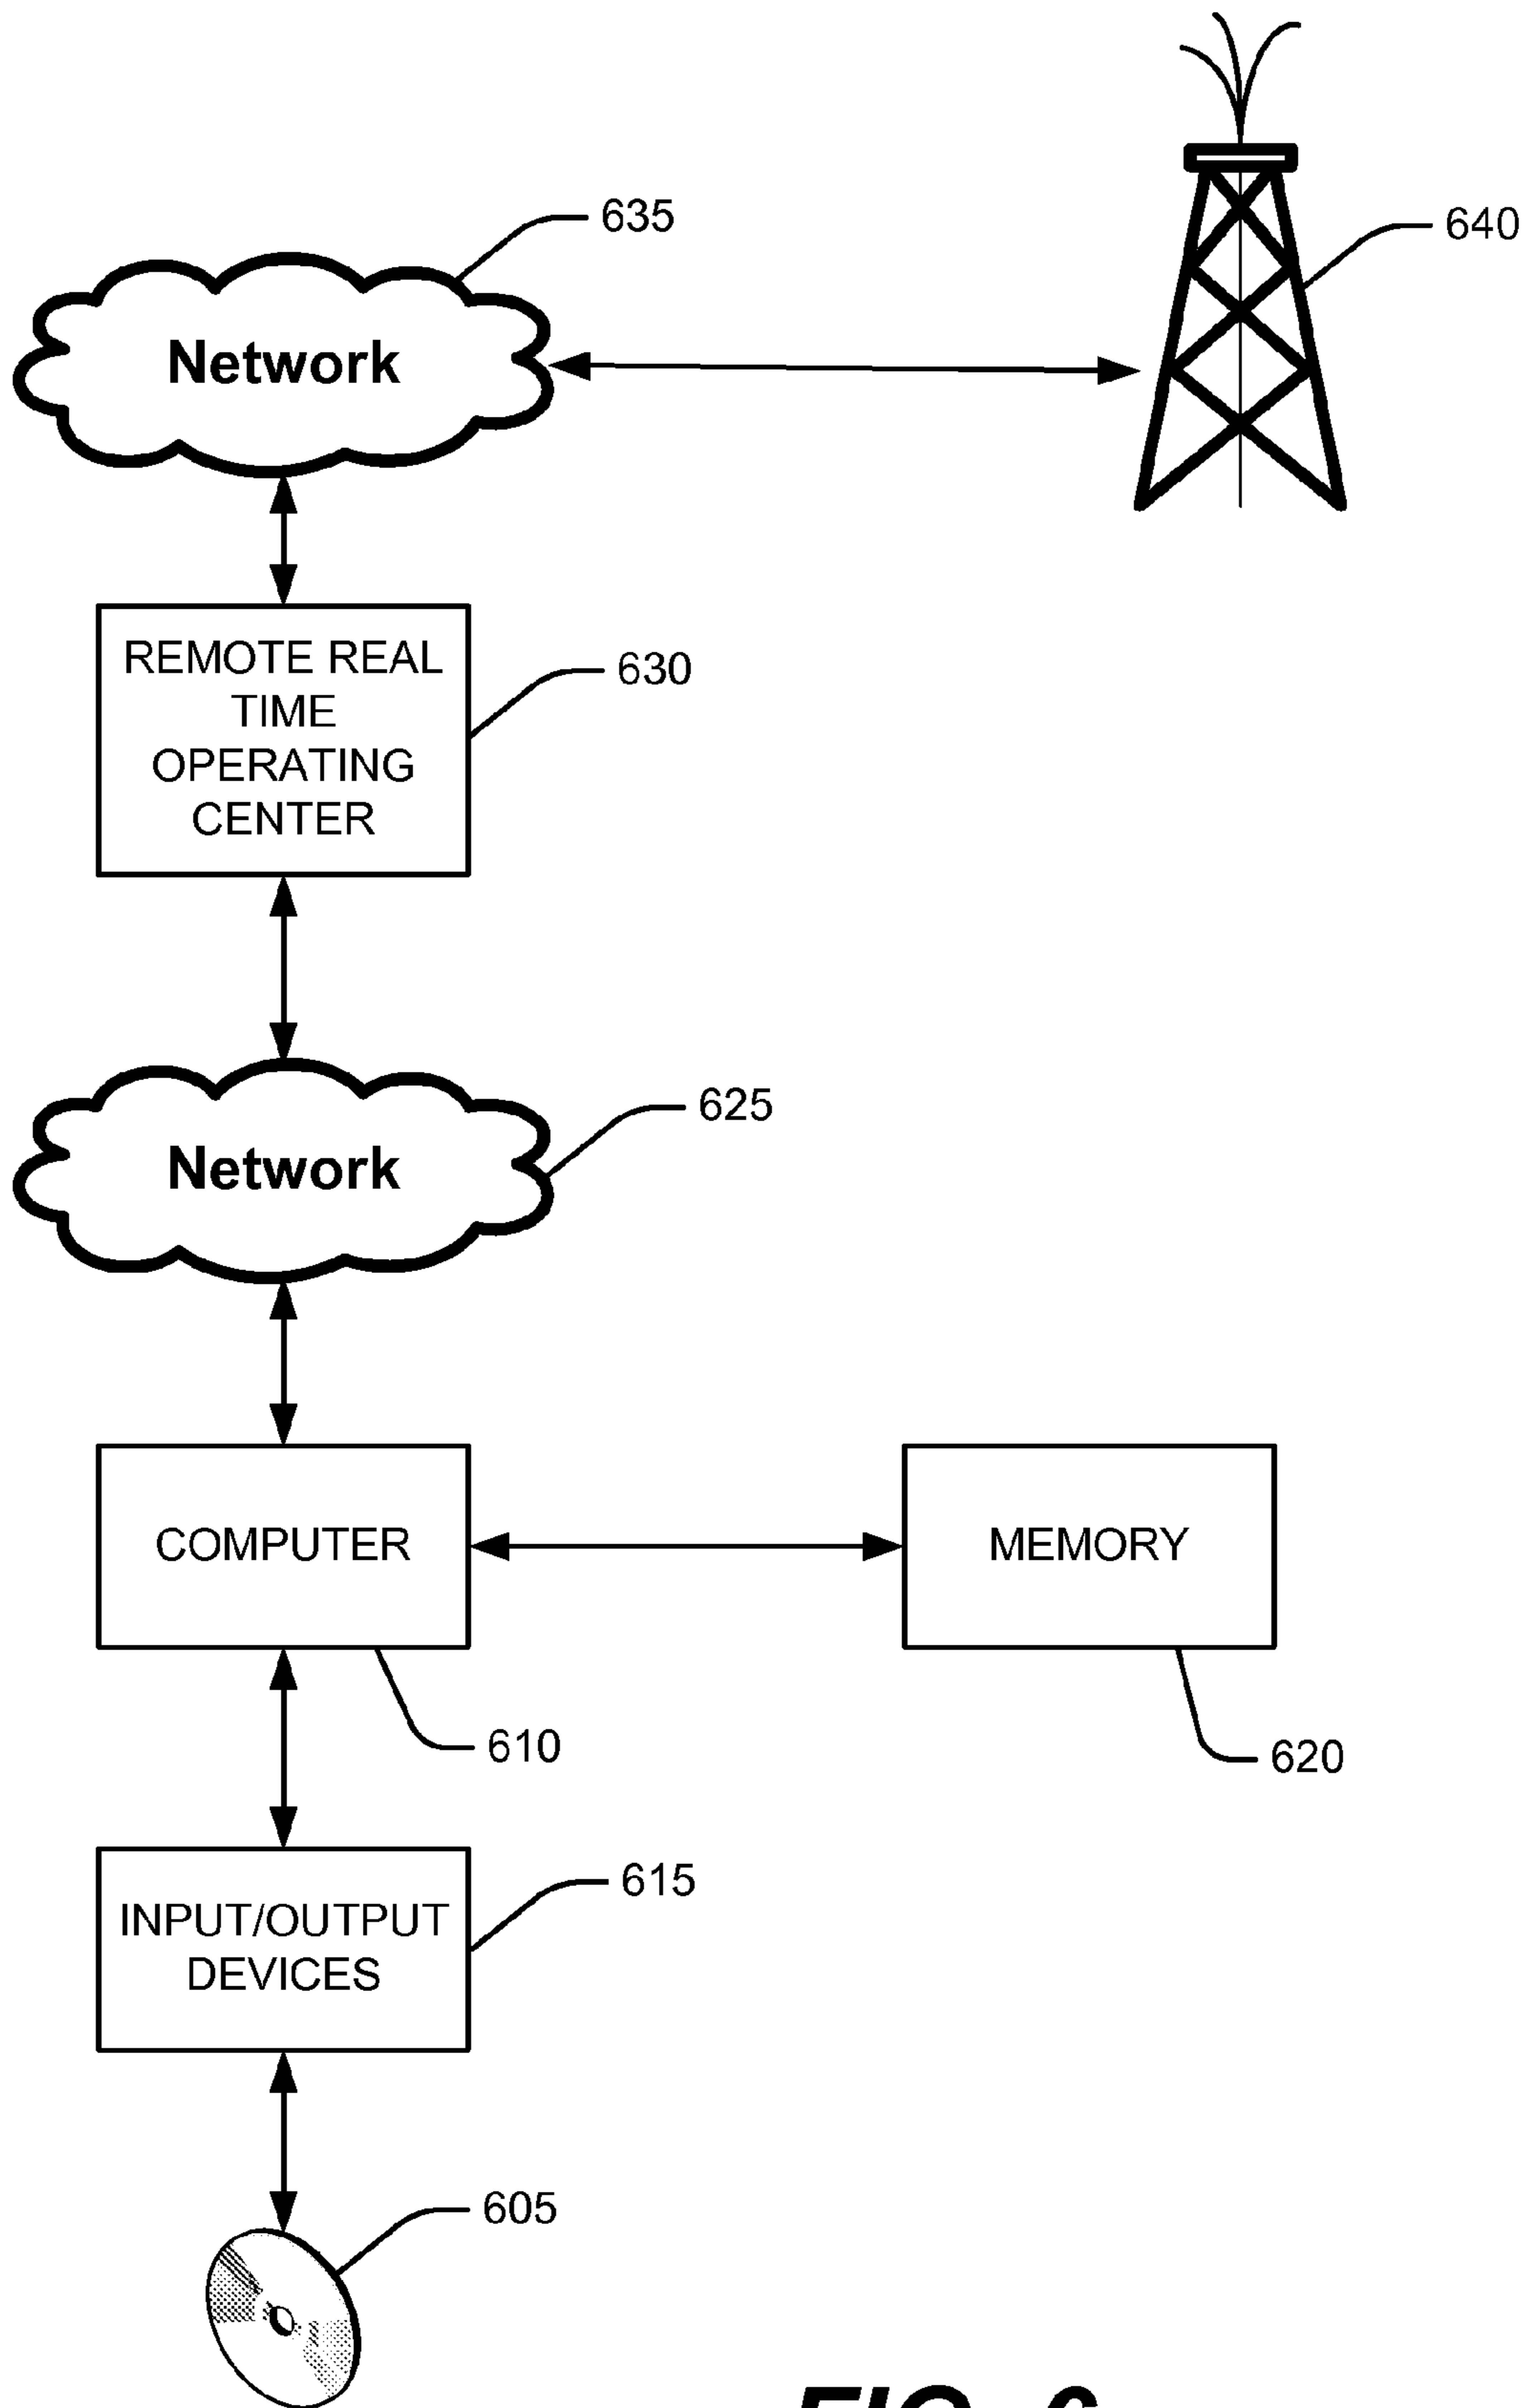 635
640
Network
REMOTE REAL
TIME
OPERATING
CENTER
630
625
Network
COMPUTER
MEMORY
610
620
INPUT/OUTPUT
DEVICES
615
605